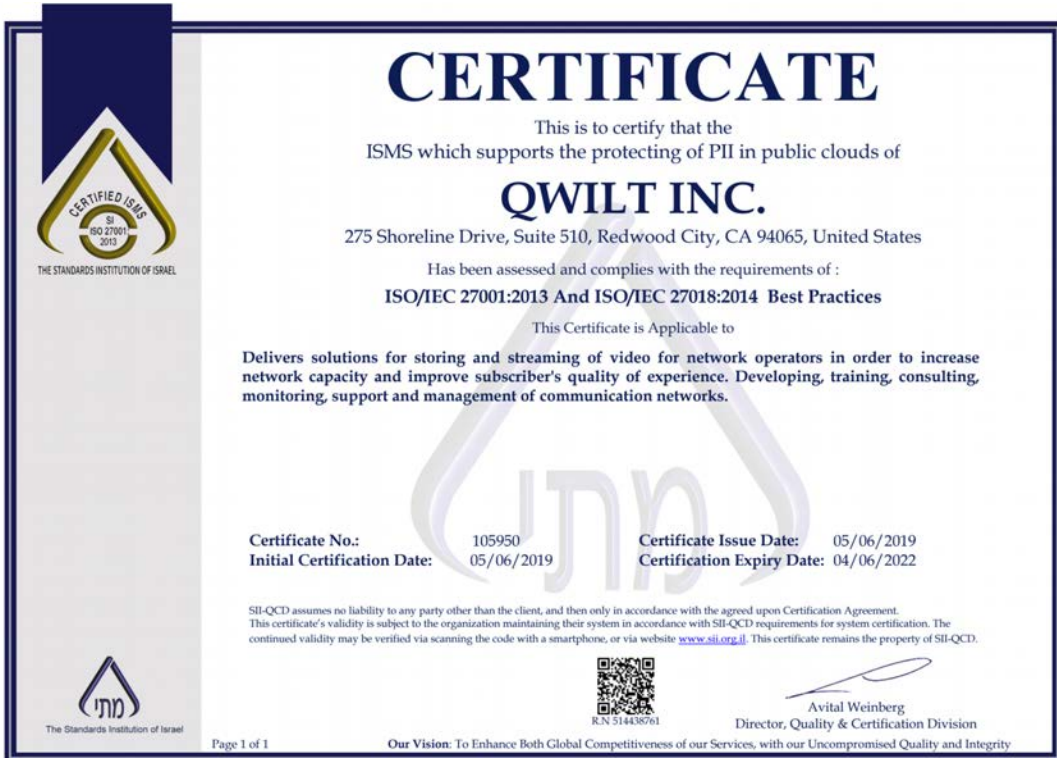 CERTIFICATE
This is to certify that the
ISMS which supports the protecting of PII in public clouds of
QWILT INC.
275 Shoreline Drive, Suite 510, Redwood City, CA 94065, United States
Has been assessed and complies with the requirements of :
ISO/IEC 27001:2013 And ISO/IEC 27018:2014 Best Practices
This Certificate is Applicable to
Delivers solutions for storing and streaming of video for network operators in order to increase
network capacity and improve subscriber's quality of experience. Developing, training, consulting,
monitoring, support and management of communication networks.
CERTIFIED ISMS
SI
ISO 27001
2013
THE STANDARDS INSTITUTION OF ISRAEL
מתי
Certificate No.: 105950 Certificate Issue Date: 05/06/2019
Initial Certification Date: 05/06/2019 Certification Expiry Date: 04/06/2022
SII-QCD assumes no liability to any party other than the client, and then only in accordance with the agreed upon Certification Agreement.
This certificate's validity is subject to the organization maintaining their system in accordance with SII-QCD requirements for system certification. The
continued validity may be verified via scanning the code with a smartphone, or via website www.sii.org.il. This certificate remains the property of SII-QCD.
מתי
The Standards Institution of Israel
R.N 514438761
Avital Weinberg
Director, Quality & Certification Division
Page 1 of 1
Our Vision: To Enhance Both Global Competitiveness of our Services, with our Uncompromised Quality and Integrity